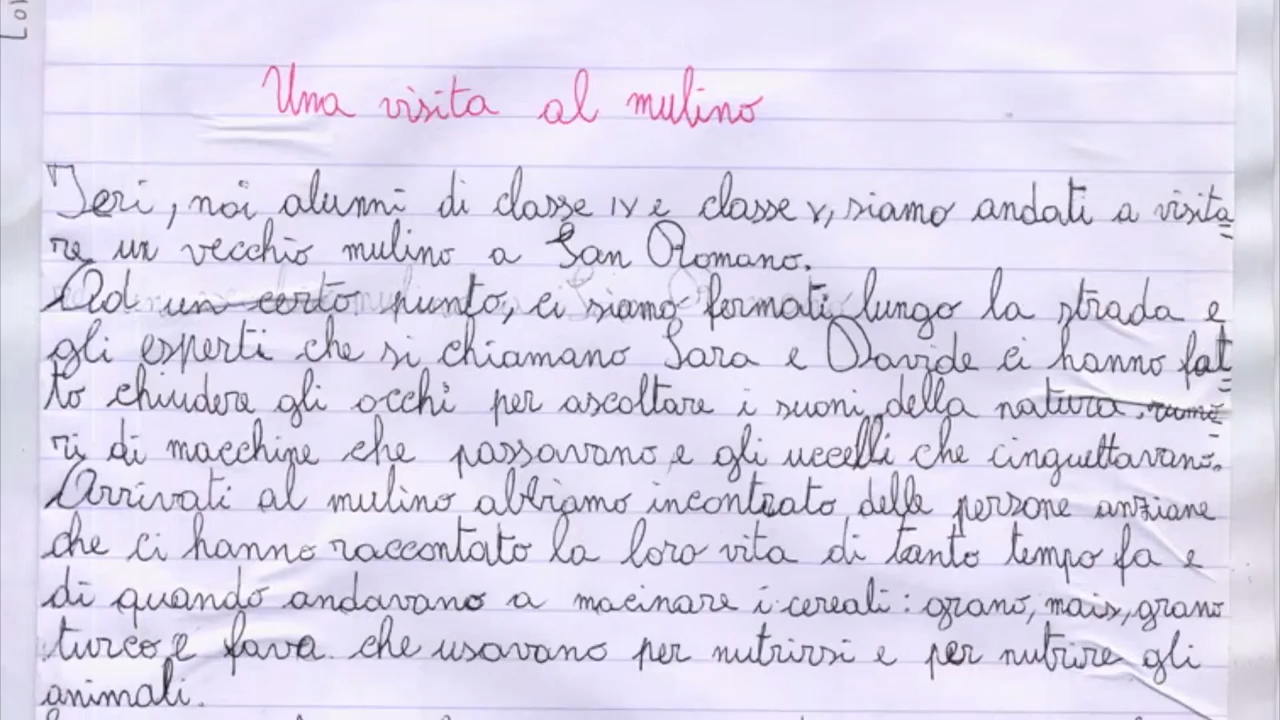 Una visita al mulino
Ieri, noi alunni di classe IV e classe V, siamo andati a visita=
re un vecchio mulino a San Romano.
Ad un certo punto, ci siamo fermati lungo la strada e
gli esperti che si chiamano Sara e Davide ci hanno fat=
to chiudere gli occhi per ascoltare i suoni della natura, rumo=
ri di macchine che passavano e gli uccelli che cinguettavano.
Arrivati al mulino abbiamo incontrato delle persone anziane
che ci hanno raccontato la loro vita di tanto tempo fa e
di quando andavano a macinare i cereali: grano, mais, grano
turco e fava che usavano per nutrirsi e per nutrire gli
animali.